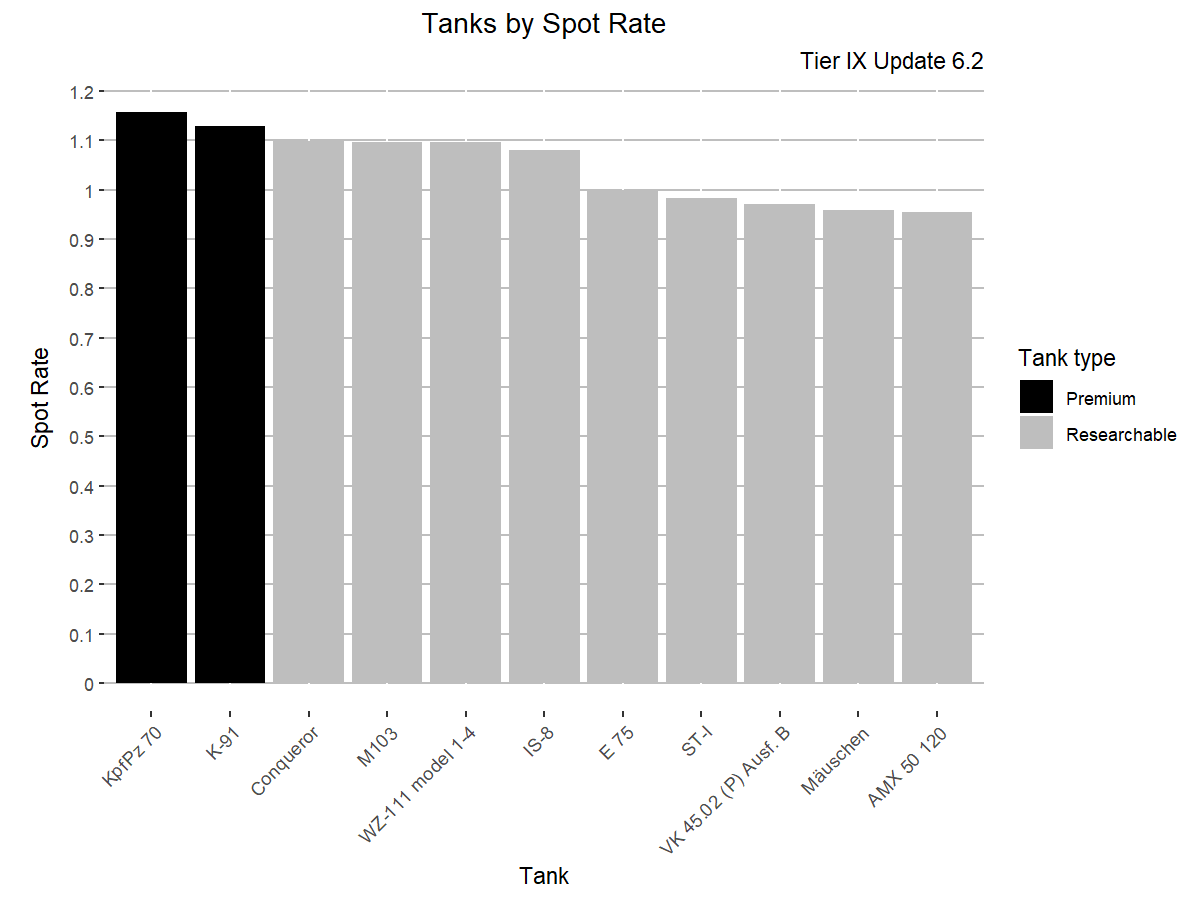 Tanks by Spot Rate
Tier IX Update 6.2
1.2
1.1
1
0.9
0.8
0.7
0.6
0.5
0.4
0.3
0.2
0.1
0
Spot Rate
KpfPz 70
K-91
Conqueror
M103
WZ-111 model 1-4
IS-8
E 75
ST-I
VK 45.02 (P) Ausf. B
Mäuschen
AMX 50 120
Tank
Tank type
Premium
Researchable